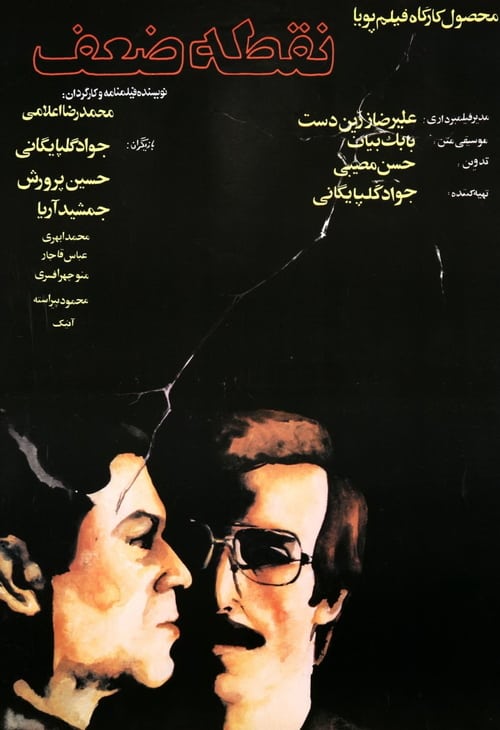 محصول کارگاه فیلم پویا
نقطه ضعف
نویسنده فیلمنامه و کارگردان:
محمدرضا اعلامی
بازیگران:
جواد گلپایگانی
حسین پرورش
جمشید آریا
محمد ابهری
عباس قاجار
منوچهر افسری
محمود بیراسته
آتیک
مدیر فیلمبرداری: علیرضا زرین دست
موسیقی متن: بابک بیات
تدوین: حسن مصیبی
تهیه کننده: جواد گلپایگانی